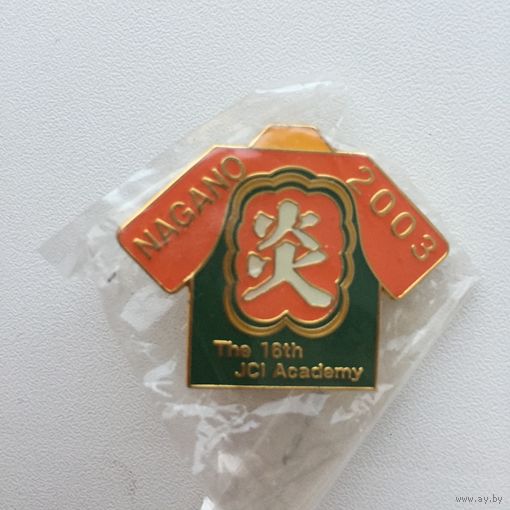 NAGANO
2003
炎
The 16th
JCI Academy
www.ay.by